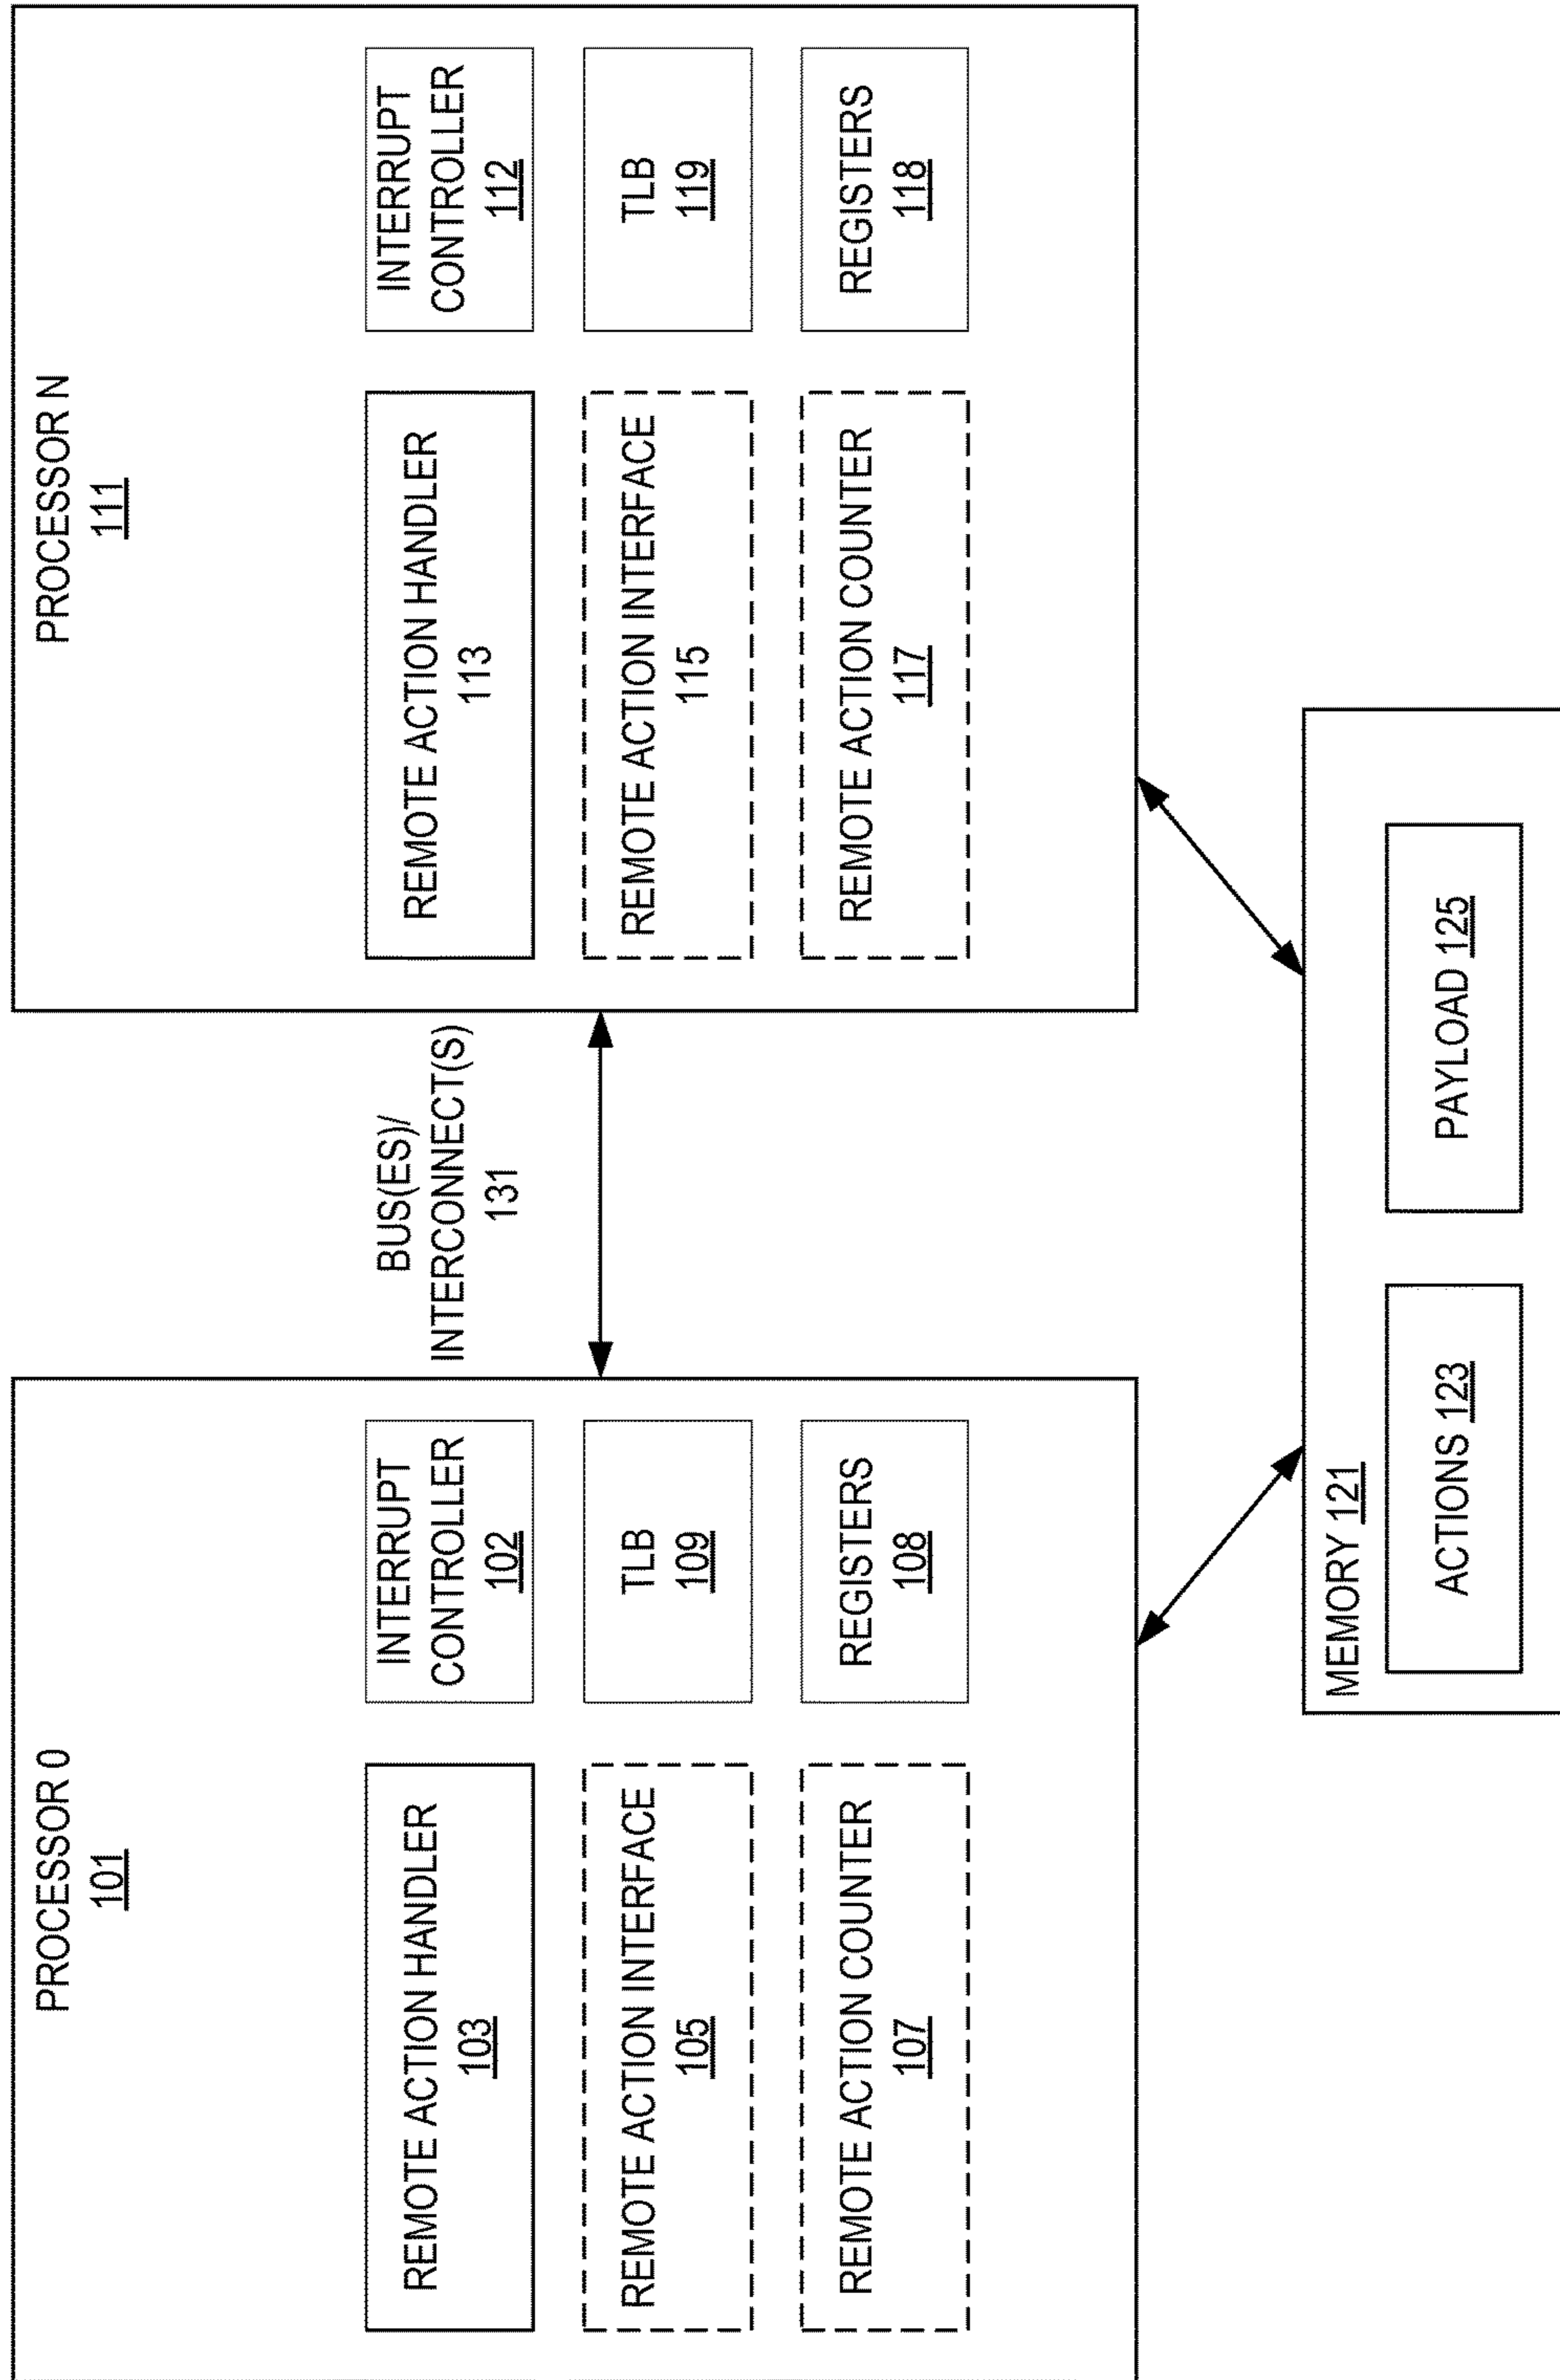 PROCESSOR 0
101
REMOTE ACTION HANDLER
103
INTERRUPT
CONTROLLER
102
REMOTE ACTION INTERFACE
105
TLB
109
REMOTE ACTION COUNTER
107
REGISTERS
108
BUS(ES)/
INTERCONNECT(S)
131
PROCESSOR N
111
REMOTE ACTION HANDLER
113
INTERRUPT
CONTROLLER
112
REMOTE ACTION INTERFACE
115
TLB
119
REMOTE ACTION COUNTER
117
REGISTERS
118
MEMORY 121
ACTIONS 123
PAYLOAD 125